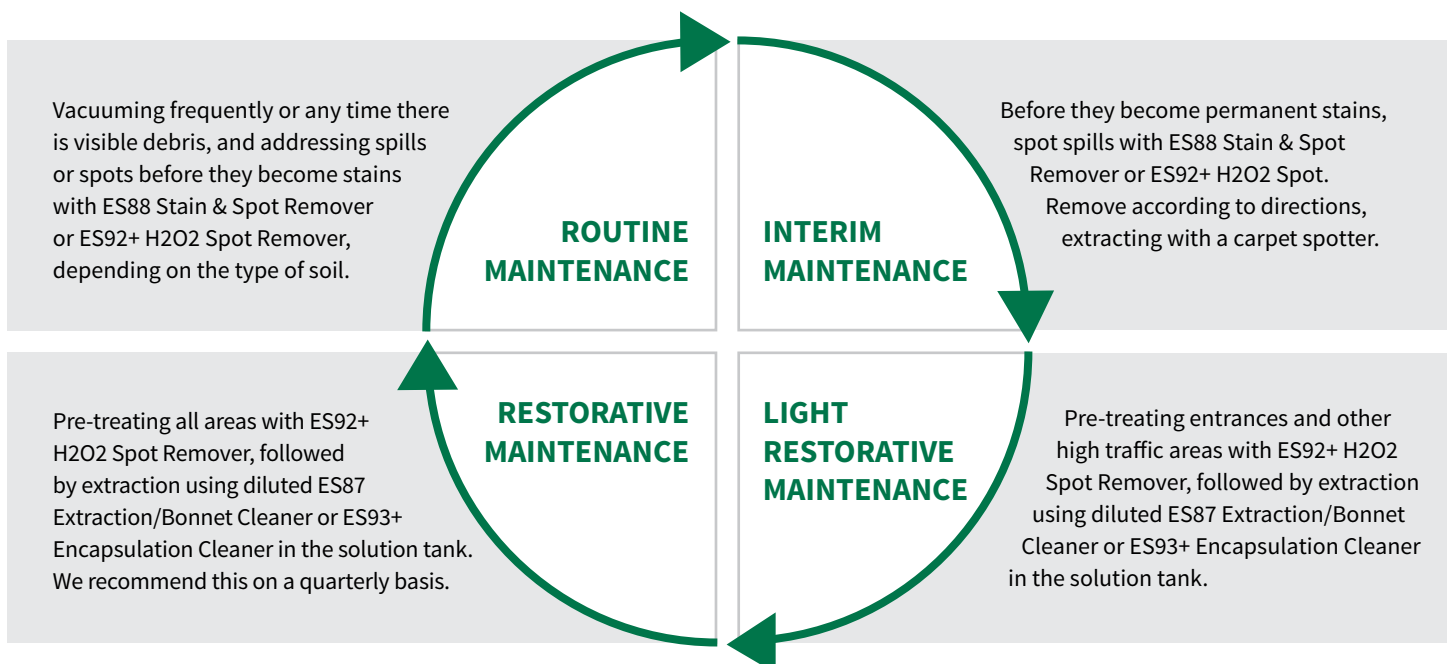 Vacuuming frequently or any time there
is visible debris, and addressing spills
or spots before they become stains
with ES88 Stain & Spot Remover
or ES92+ H2O2 Spot Remover,
depending on the type of soil.
ROUTINE
MAINTENANCE
INTERIM
MAINTENANCE
Before they become permanent stains,
spot spills with ES88 Stain & Spot
Remover or ES92+ H2O2 Spot.
Remove according to directions,
extracting with a carpet spotter.
Pre-treating all areas with ES92+
H2O2 Spot Remover, followed
by extraction using diluted ES87
Extraction/Bonnet Cleaner or ES93+
Encapsulation Cleaner in the solution tank.
We recommend this on a quarterly basis.
RESTORATIVE
MAINTENANCE
LIGHT
RESTORATIVE
MAINTENANCE
Pre-treating entrances and other
high traffic areas with ES92+ H2O2
Spot Remover, followed by extraction
using diluted ES87 Extraction/Bonnet
Cleaner or ES93+ Encapsulation Cleaner
in the solution tank.